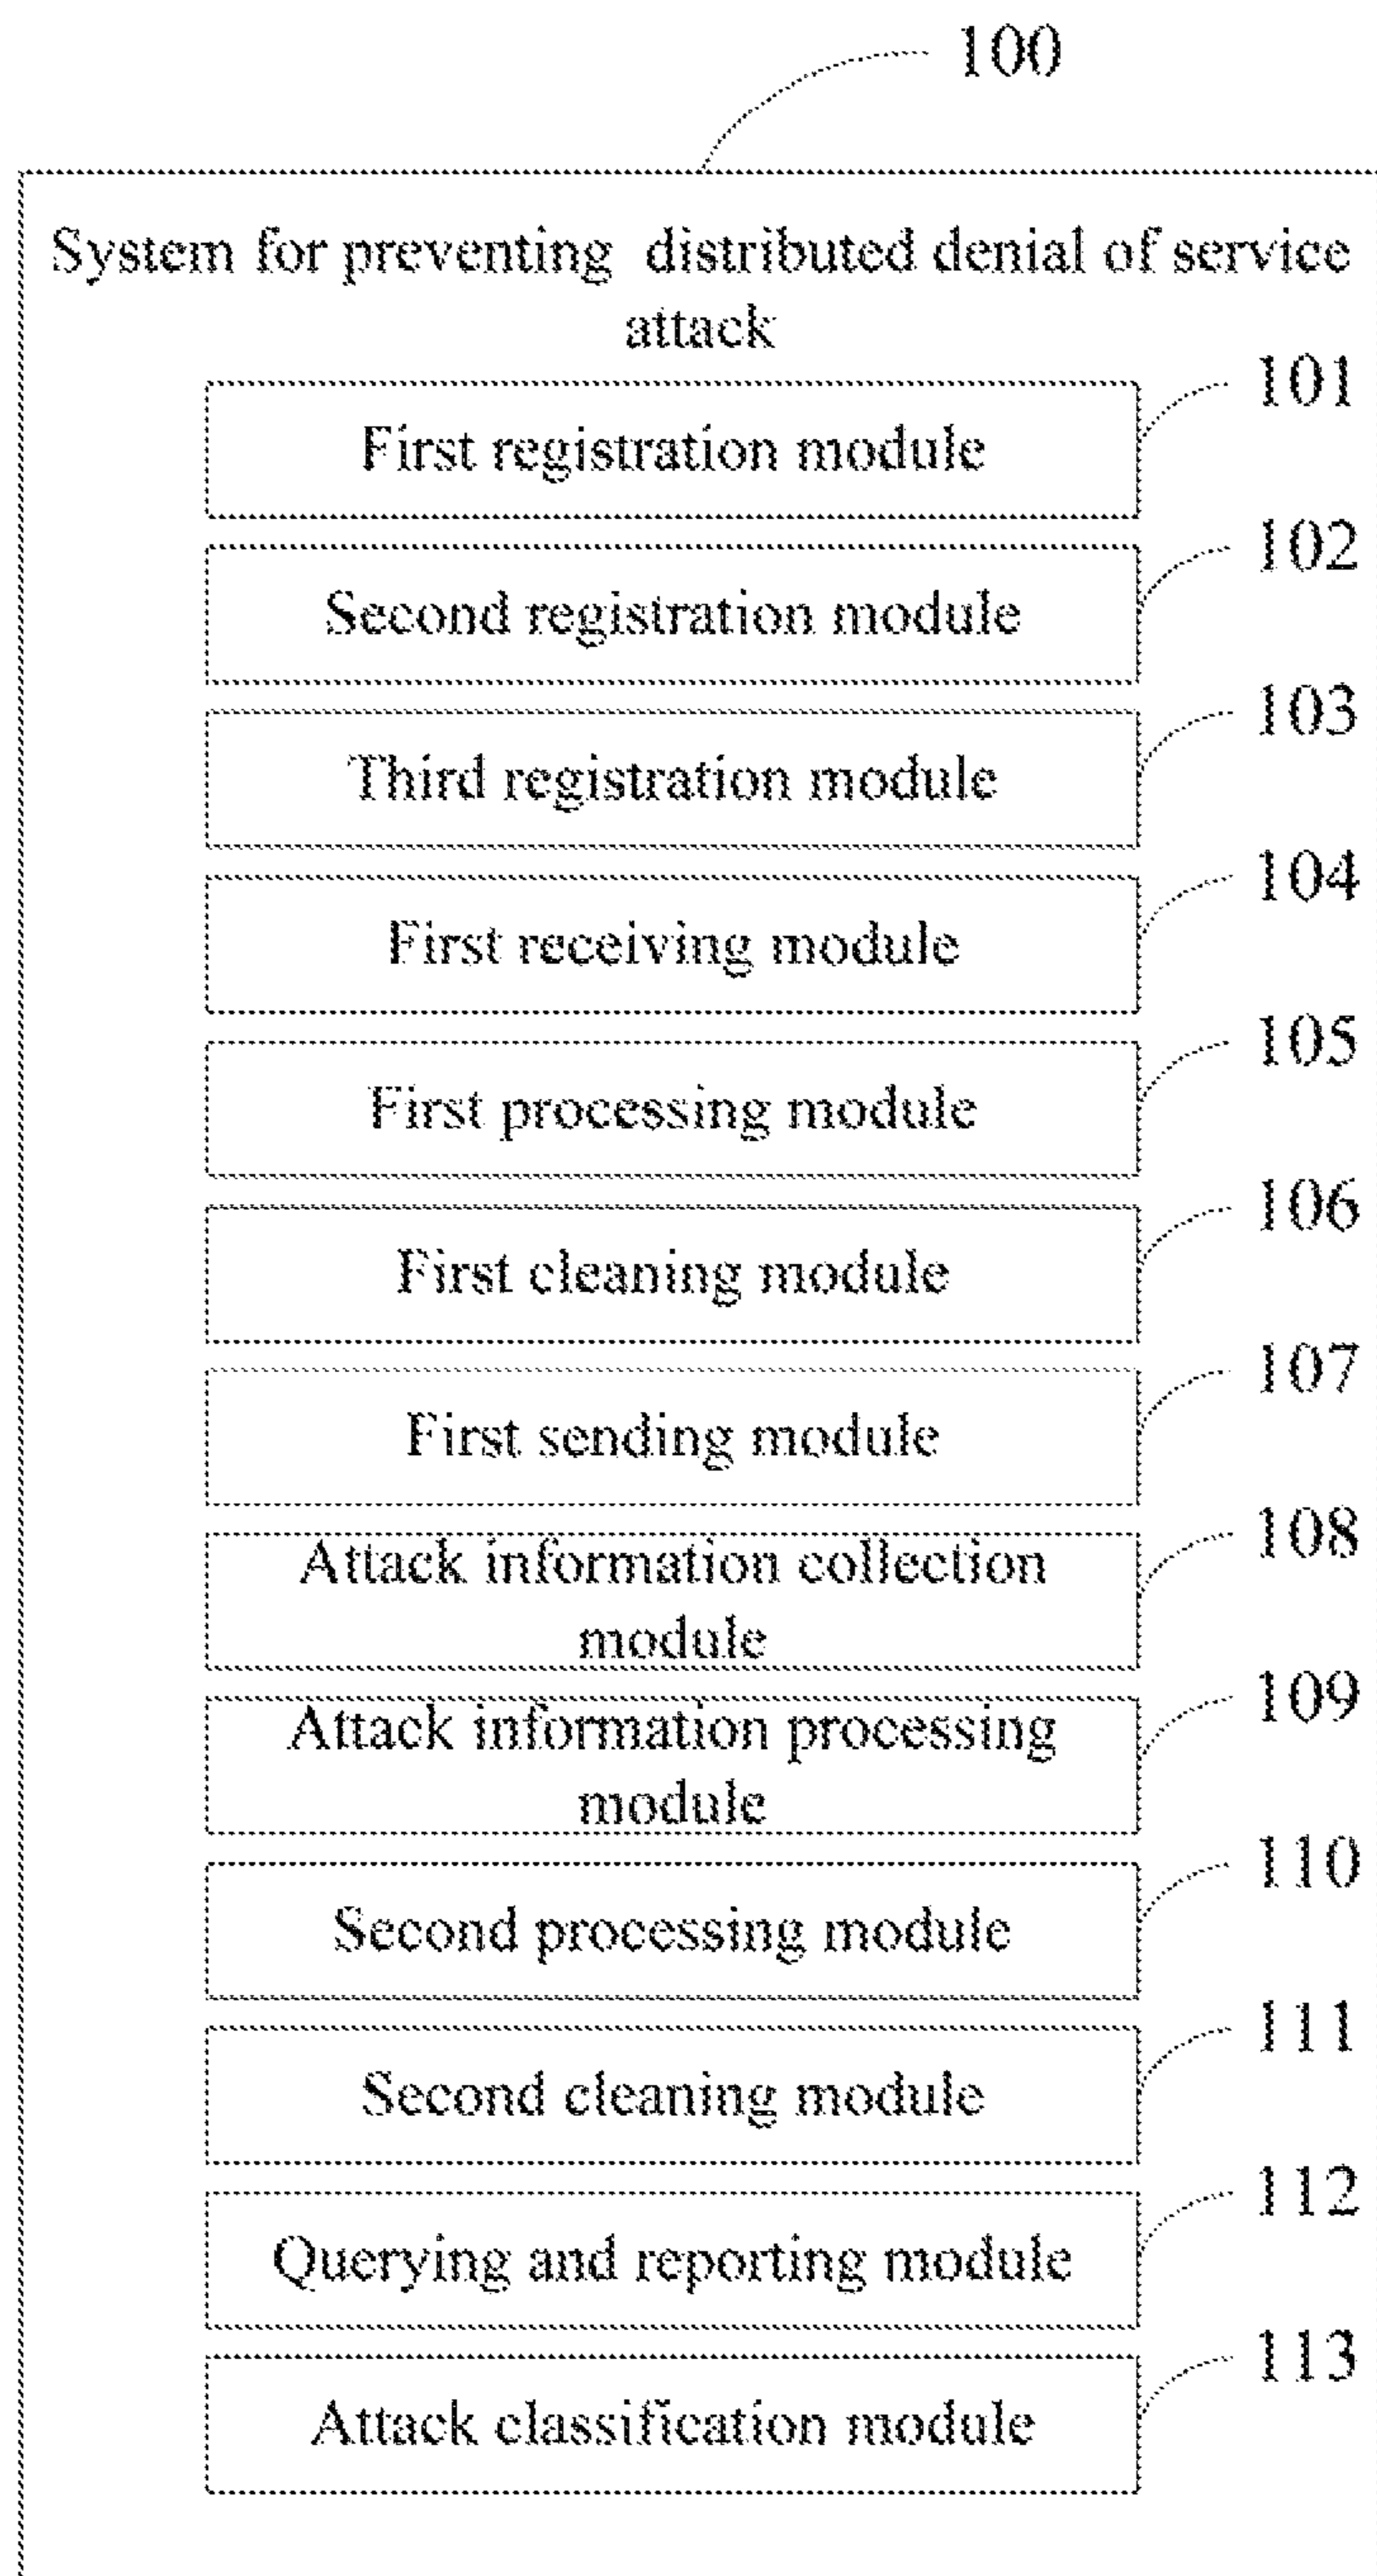 100
System for preventing distributed denial of service
attack
101
First registration module
102
Second registration module
103
Third registration module
104
First receiving module
105
First processing module
106
First cleaning module
107
First sending module
108
Attack information collection
module
109
Attack information processing
module
110
Second processing module
111
Second cleaning module
112
Querying and reporting module
113
Attack classification module